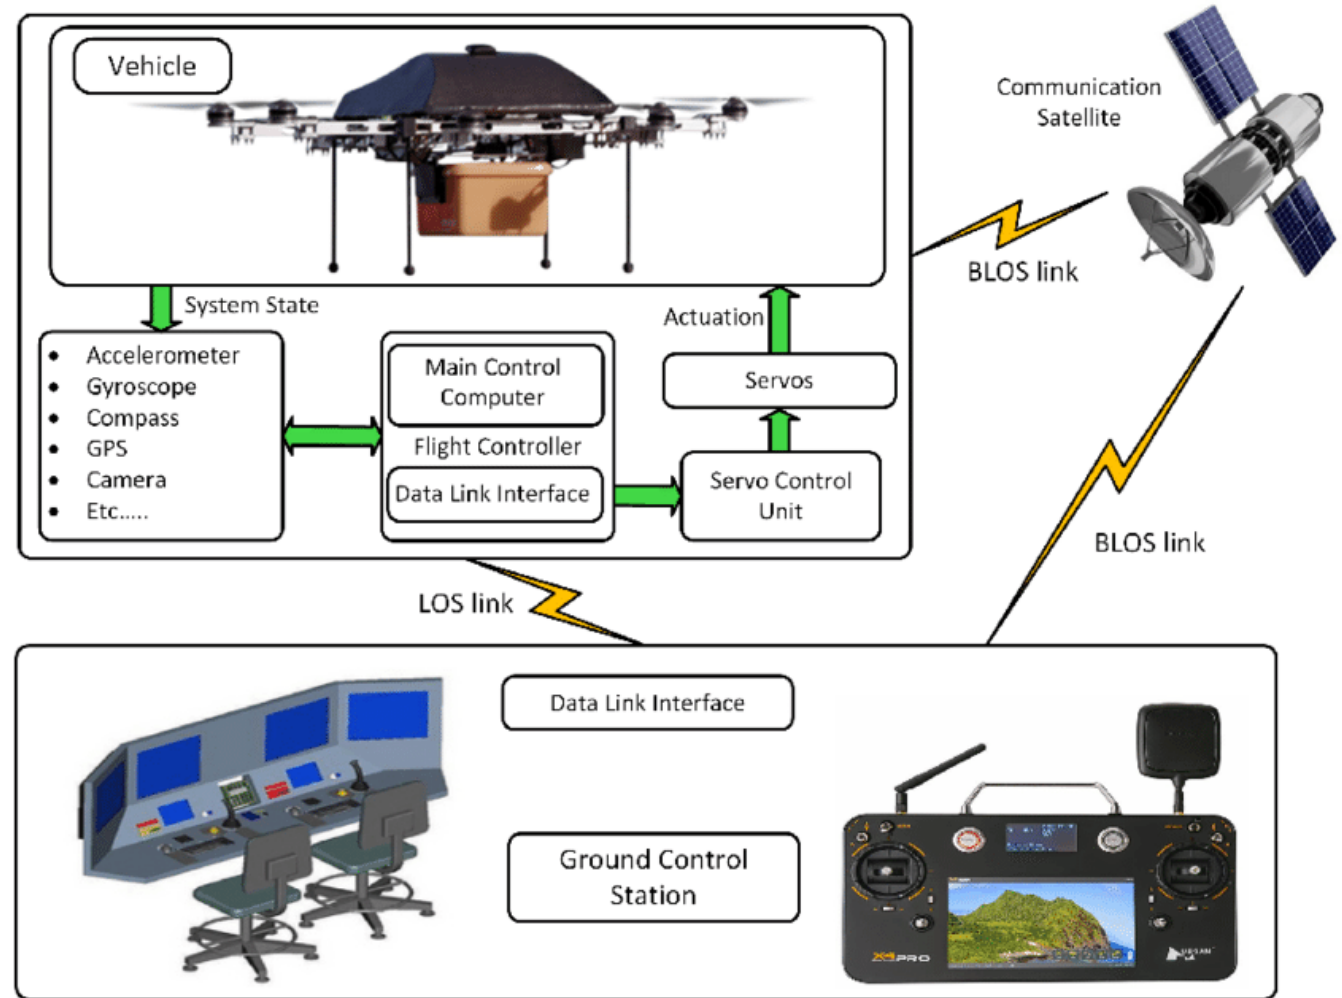 Vehicle
Communication
Satellite
BLOS link
System State
Actuation
• Accelerometer
• Gyroscope
• Compass
• GPS
• Camera
• Etc.....
Main Control
Computer
Flight Controller
Data Link Interface
Servos
Servo Control
Unit
BLOS link
LOS link
Data Link Interface
Ground Control
Station
PRO